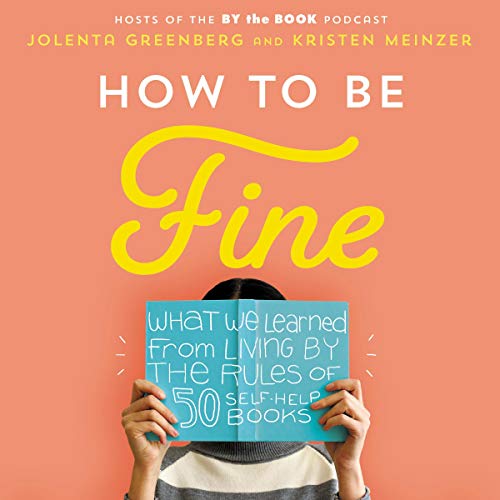 HOSTS OF THE BY the BOOK PODCAST
JOLENTA GREENBERG AND KRISTEN MEINZER
HOW TO BE
Fine
WHAT WE LEARNED
FROM LIVING BY
THE RULES OF
50 SELF-HELP
BOOKS